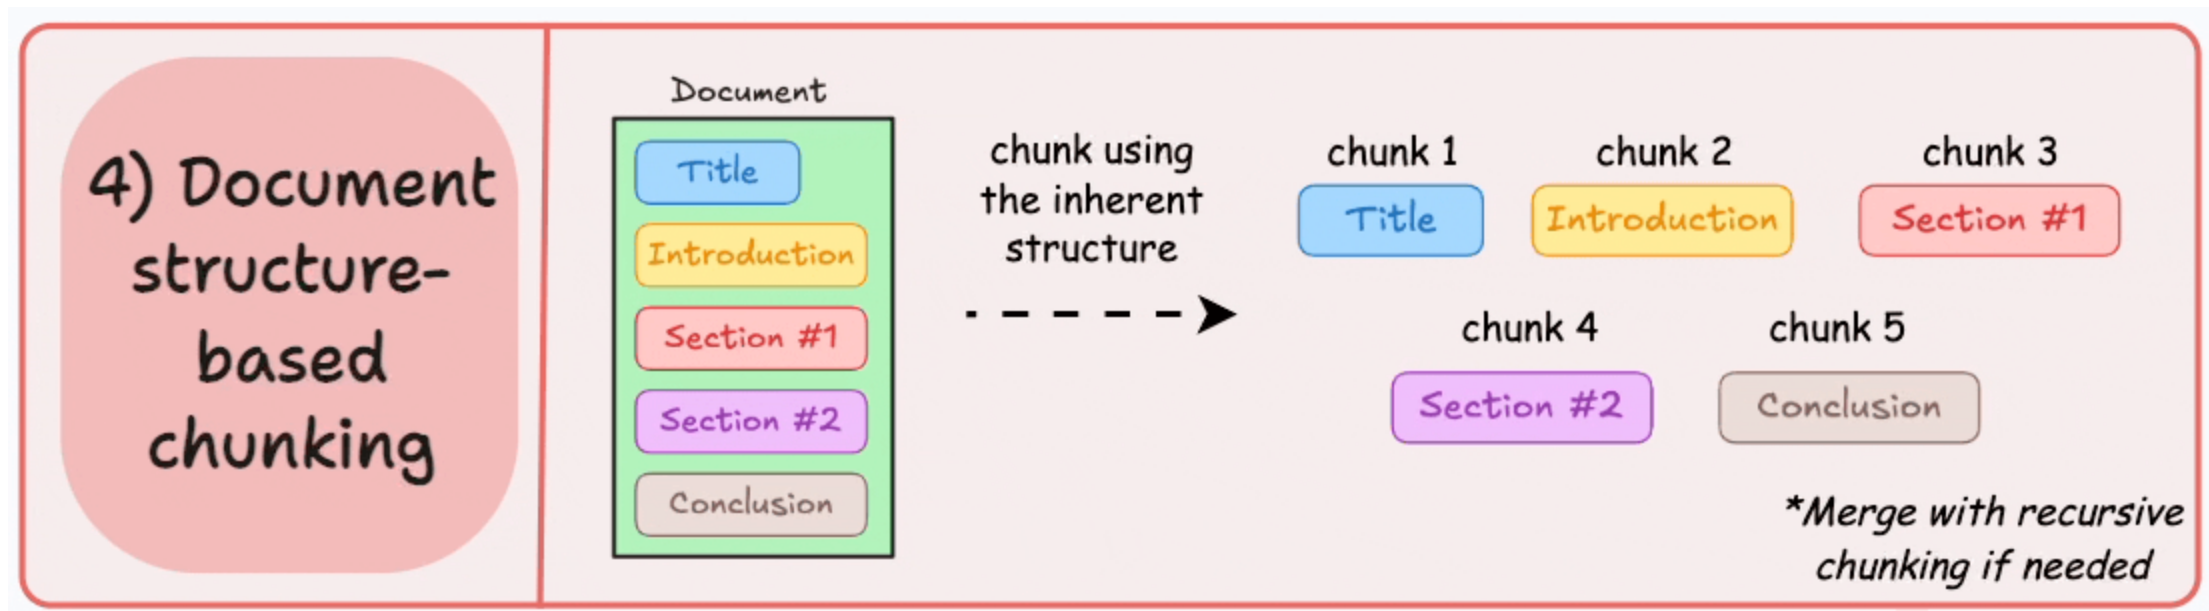 4) Document
structure-
based
chunking
Document
Title
Introduction
Section #1
Section #2
Conclusion
chunk using
the inherent
structure
chunk 1
Title
chunk 2
Introduction
chunk 3
Section #1
chunk 4
Section #2
chunk 5
Conclusion
*Merge with recursive
chunking if needed